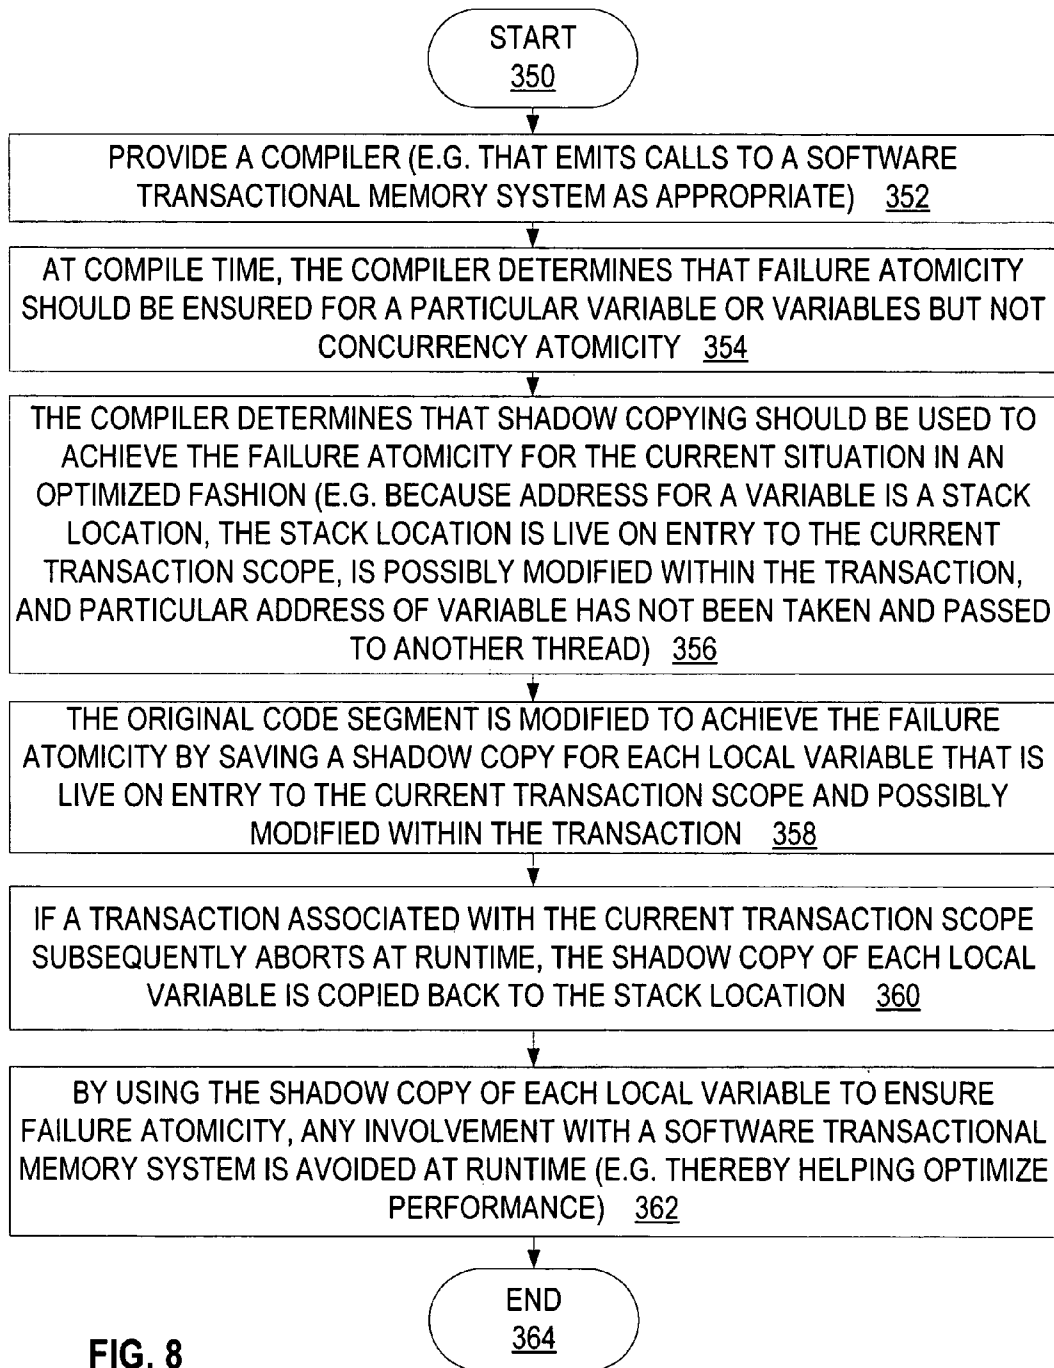 START
350
PROVIDE A COMPILER (E.G. THAT EMITS CALLS TO A SOFTWARE
TRANSACTIONAL MEMORY SYSTEM AS APPROPRIATE) 352
AT COMPILE TIME, THE COMPILER DETERMINES THAT FAILURE ATOMICITY
SHOULD BE ENSURED FOR A PARTICULAR VARIABLE OR VARIABLES BUT NOT
CONCURRENCY ATOMICITY 354
THE COMPILER DETERMINES THAT SHADOW COPYING SHOULD BE USED TO
ACHIEVE THE FAILURE ATOMICITY FOR THE CURRENT SITUATION IN AN
OPTIMIZED FASHION (E.G. BECAUSE ADDRESS FOR A VARIABLE IS A STACK
LOCATION, THE STACK LOCATION IS LIVE ON ENTRY TO THE CURRENT
TRANSACTION SCOPE, IS POSSIBLY MODIFIED WITHIN THE TRANSACTION,
AND PARTICULAR ADDRESS OF VARIABLE HAS NOT BEEN TAKEN AND PASSED
TO ANOTHER THREAD) 356
THE ORIGINAL CODE SEGMENT IS MODIFIED TO ACHIEVE THE FAILURE
ATOMICITY BY SAVING A SHADOW COPY FOR EACH LOCAL VARIABLE THAT IS
LIVE ON ENTRY TO THE CURRENT TRANSACTION SCOPE AND POSSIBLY
MODIFIED WITHIN THE TRANSACTION 358
IF A TRANSACTION ASSOCIATED WITH THE CURRENT TRANSACTION SCOPE
SUBSEQUENTLY ABORTS AT RUNTIME, THE SHADOW COPY OF EACH LOCAL
VARIABLE IS COPIED BACK TO THE STACK LOCATION 360
BY USING THE SHADOW COPY OF EACH LOCAL VARIABLE TO ENSURE
FAILURE ATOMICITY, ANY INVOLVEMENT WITH A SOFTWARE TRANSACTIONAL
MEMORY SYSTEM IS AVOIDED AT RUNTIME (E.G. THEREBY HELPING OPTIMIZE
PERFORMANCE) 362
END
364
FIG. 8